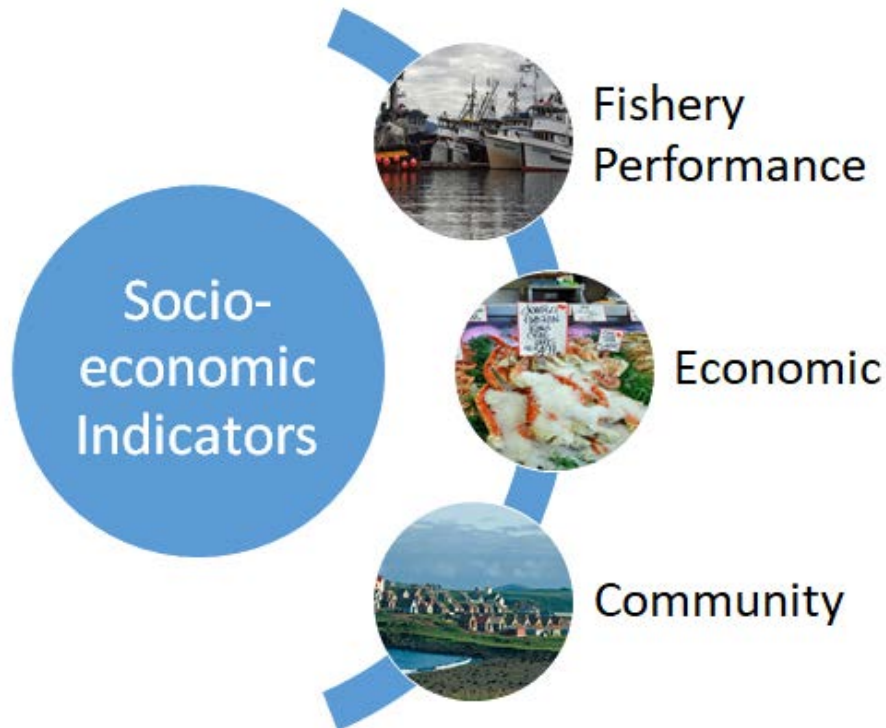 Socio-
economic
Indicators
Fishery
Performance
Economic
Community